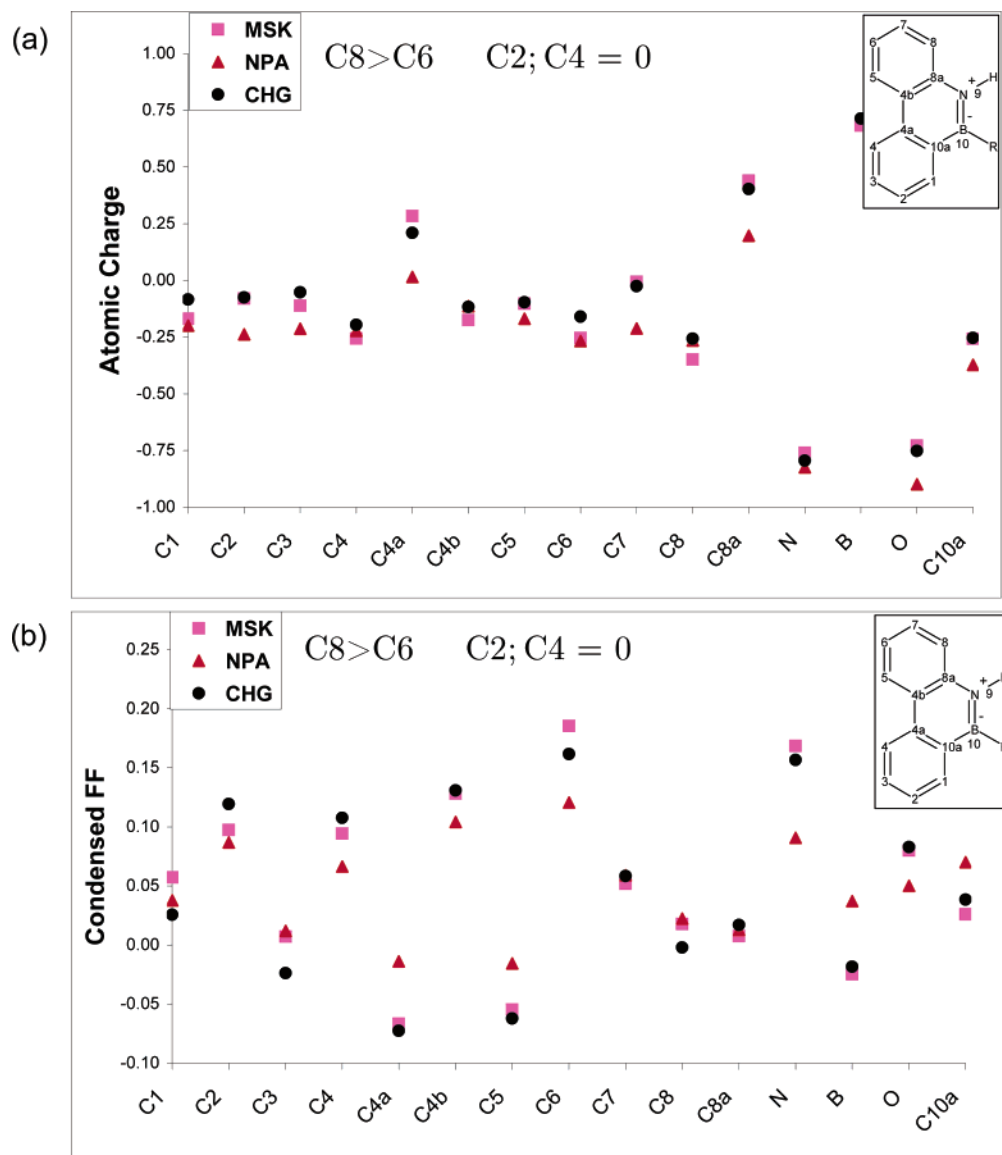 (a)
MSK
NPA
CHG
C8>C6 C2; C4 = 0
1.00
0.75
0.50
0.25
0.00
-0.25
-0.50
-0.75
-1.00
Atomic Charge
C1 C2 C3 C4 C4a C4b C5 C6 C7 C8 C8a N B O C10a
7
6 8
5 8a
4b N + H
9
4a B -
4 10a 10 R
3 1
2
(b)
MSK
NPA
CHG
C8>C6 C2; C4 = 0
0.25
0.20
0.15
0.10
0.05
0.00
-0.05
-0.10
Condensed FF
C1 C2 C3 C4 C4a C4b C5 C6 C7 C8 C8a N B O C10a
7
6 8
5 8a
4b N +
9
4a B -
4 10a 10
3 1
2